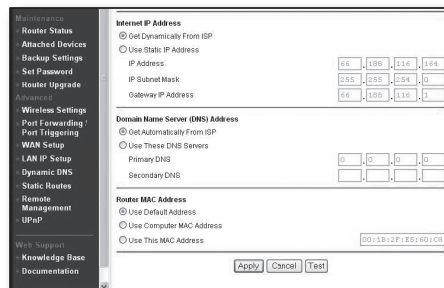 Maintenance
Router Status
Attached Devices
Backup Settings
Set Password
Router Upgrade
Advanced
Wireless Settings
Port Forwarding /
Port Triggering
WAN Setup
LAN IP Setup
Dynamic DNS
Static Routes
Remote
Management
UPnP
Web Support
Knowledge Base
Documentation
Internet IP Address
Get Dynamically From ISP
Use Static IP Address
IP Address 66 . 188 . 116 . 164
IP Subnet Mask 255 . 255 . 254 . 0
Gateway IP Address 66 . 188 . 116 . 1
Domain Name Server (DNS) Address
Get Automatically From ISP
Use These DNS Servers
Primary DNS 0 . 0 . 0 . 0
Secondary DNS . . .
Router MAC Address
Use Default Address
Use Computer MAC Address
Use This MAC Address 00:1B:2F:E5:60:C8
Apply Cancel Test